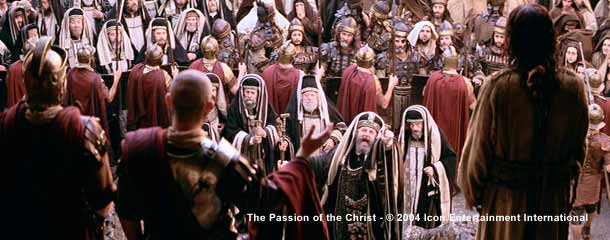 The Passion of the Christ - © 2004 Icon Entertainment International